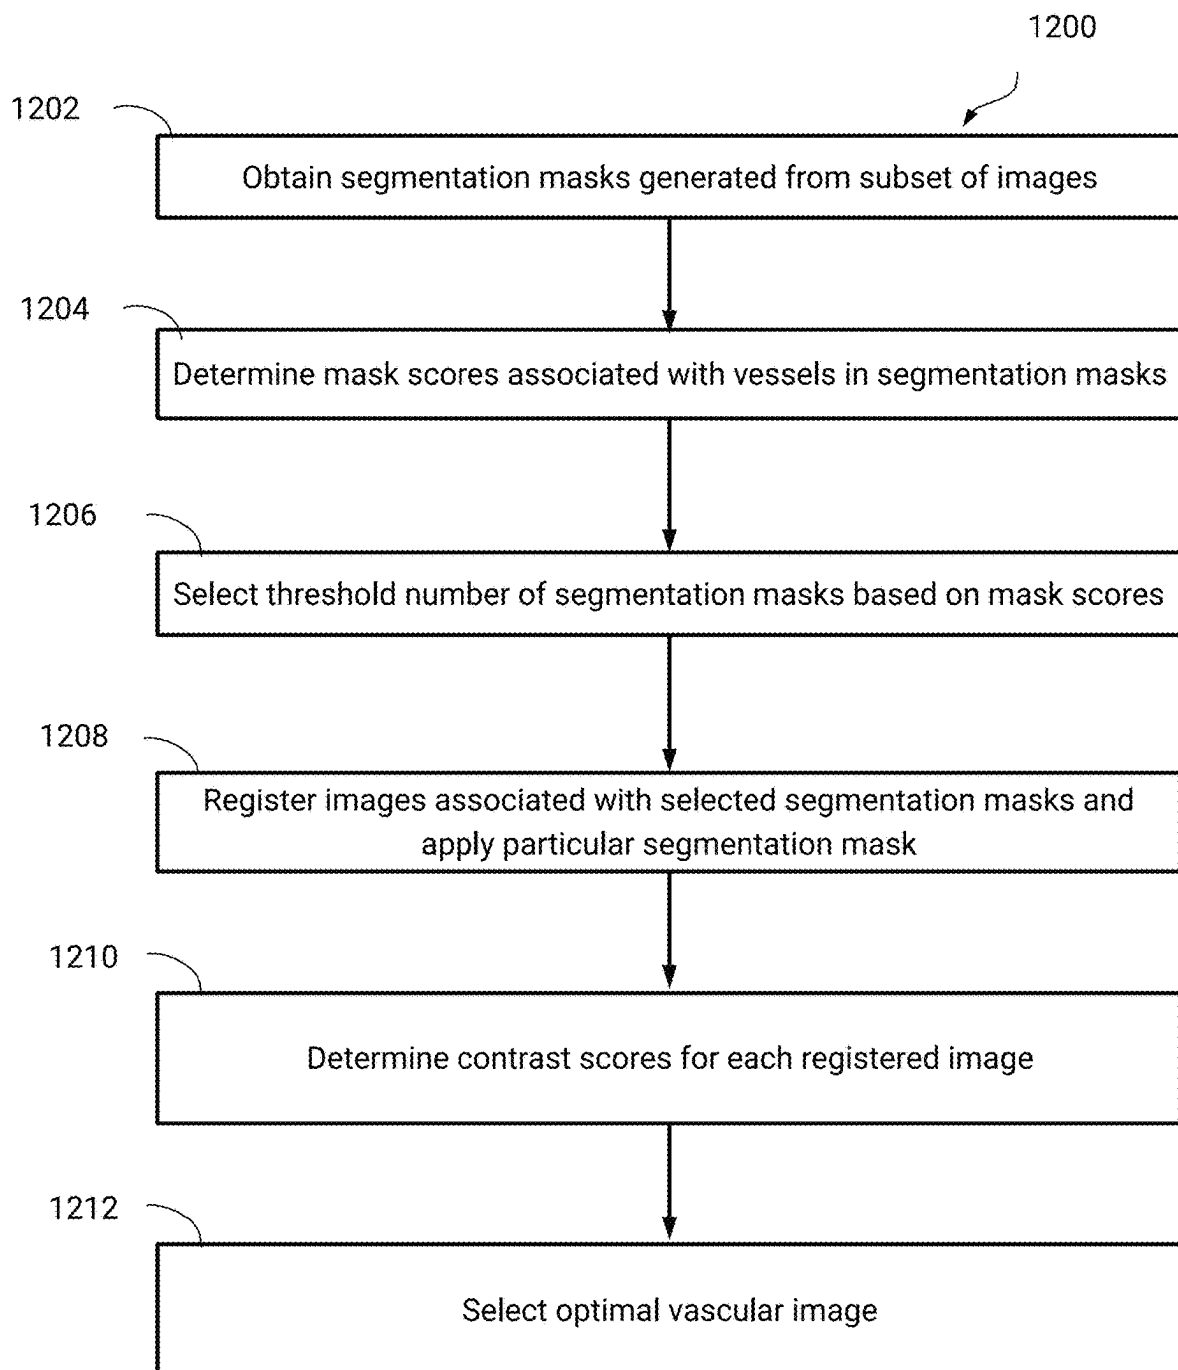 1200
1202
Obtain segmentation masks generated from subset of images
1204
Determine mask scores associated with vessels in segmentation masks
1206
Select threshold number of segmentation masks based on mask scores
1208
Register images associated with selected segmentation masks and
apply particular segmentation mask
1210
Determine contrast scores for each registered image
1212
Select optimal vascular image